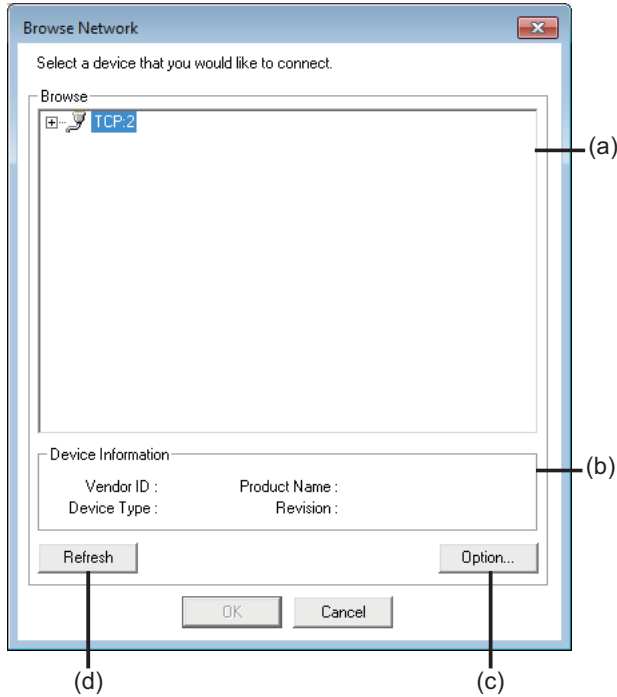 Browse Network
Select a device that you would like to connect.
Browse
TCP:2
(a)
Device Information
(b)
Vendor ID : Product Name :
Device Type : Revision :
Refresh Option...
OK Cancel
(d) (c)